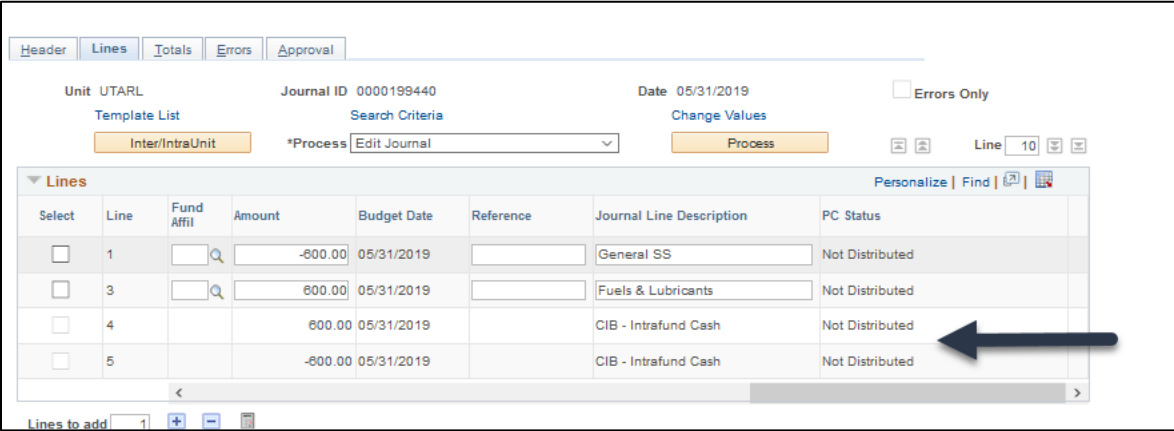 Header Lines Totals Errors Approval
Unit UTARL Journal ID 0000199440 Date 05/31/2019 Errors Only
Template List Search Criteria Change Values
Inter/IntraUnit *Process Edit Journal Process Line 10
Lines Personalize | Find |
Select Line Fund Affil Amount Budget Date Reference Journal Line Description PC Status
1 -600.00 05/31/2019 General SS Not Distributed
3 600.00 05/31/2019 Fuels & Lubricants Not Distributed
4 600.00 05/31/2019 CIB - Intrafund Cash Not Distributed
5 -600.00 05/31/2019 CIB - Intrafund Cash Not Distributed
Lines to add 1